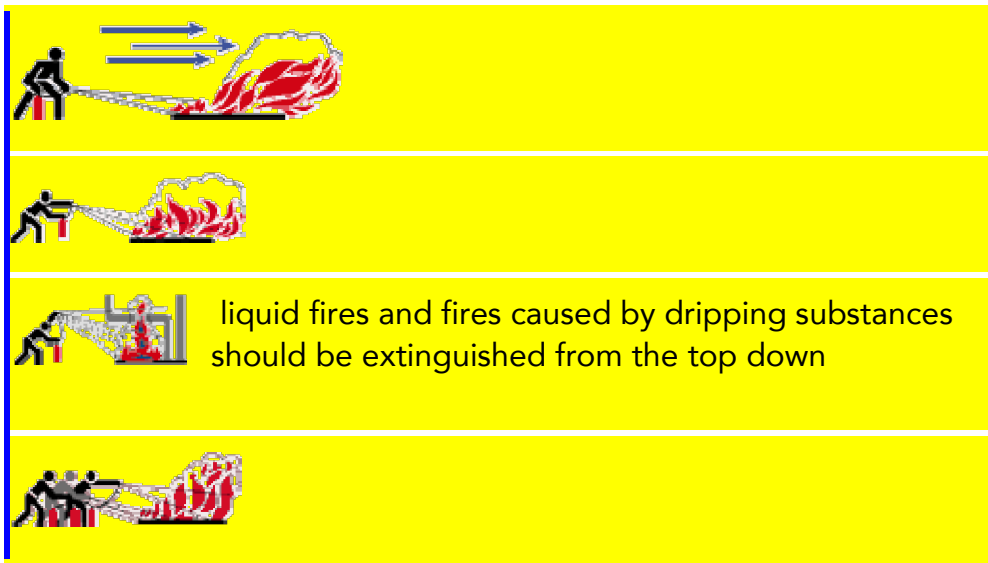 liquid fires and fires caused by dripping substances
should be extinguished from the top down